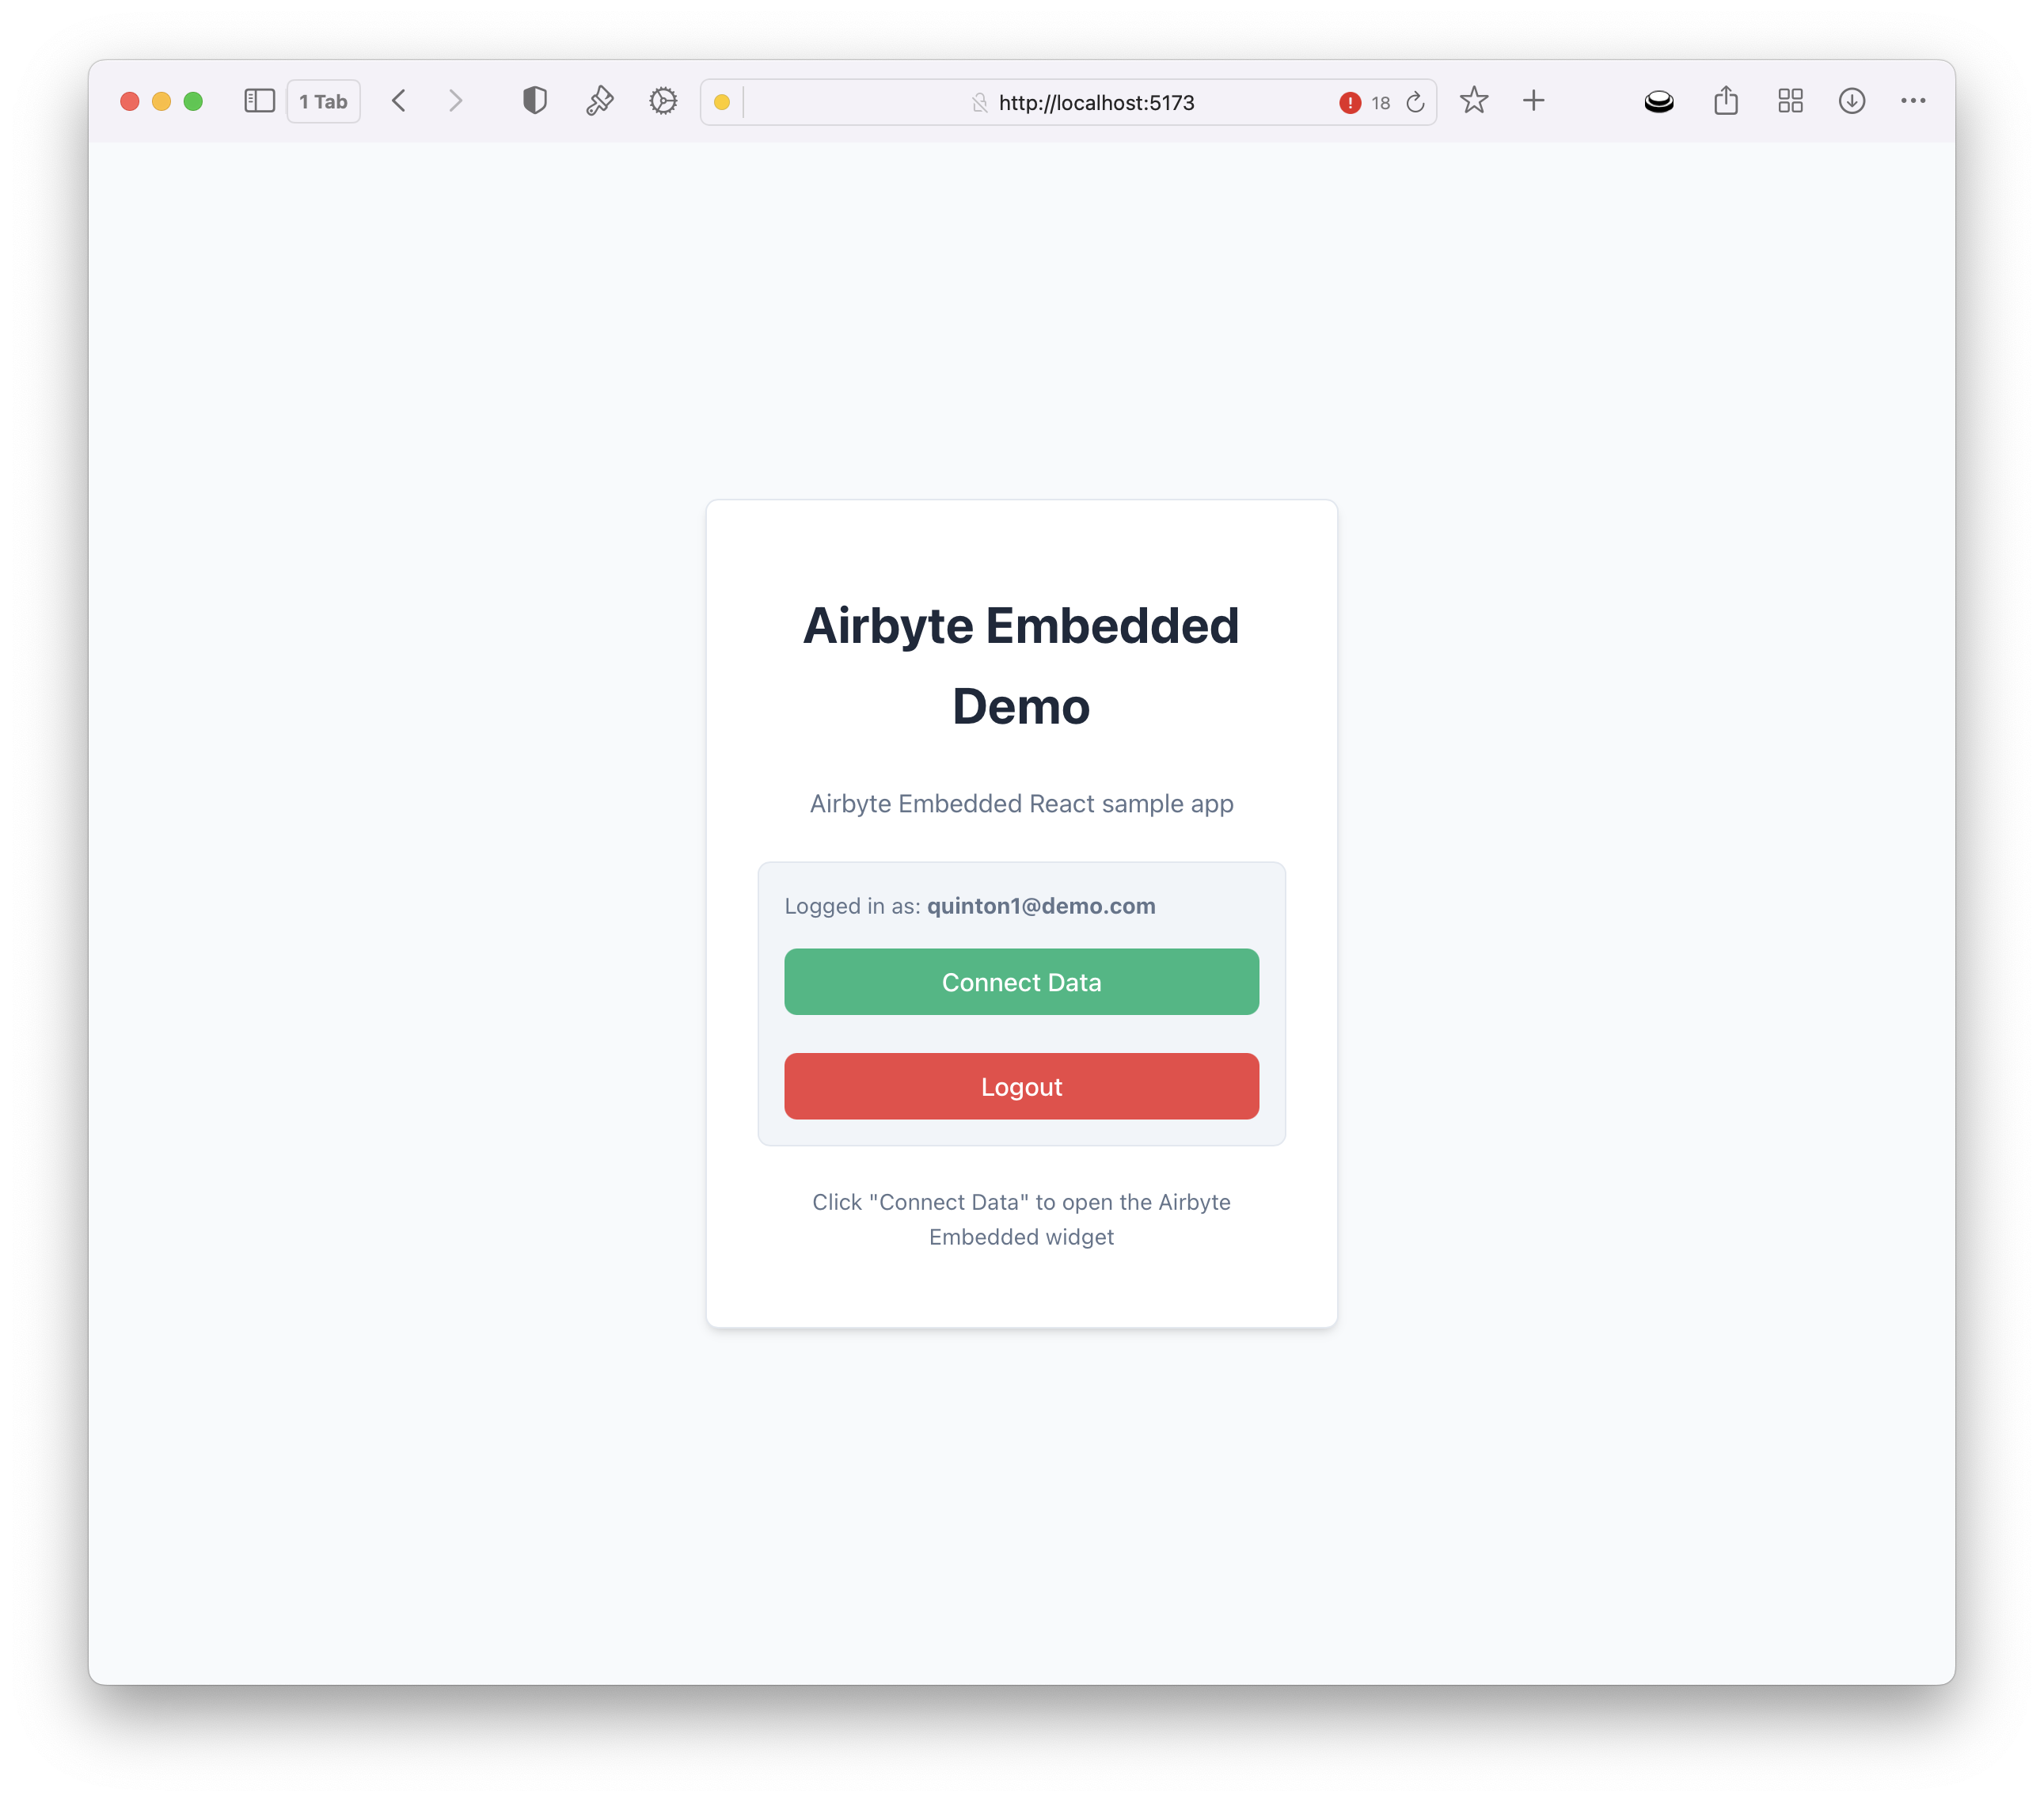 1 Tab
http://localhost:5173
! 18
Airbyte Embedded
Demo
Airbyte Embedded React sample app
Logged in as: quinton1@demo.com
Connect Data
Logout
Click "Connect Data" to open the Airbyte
Embedded widget